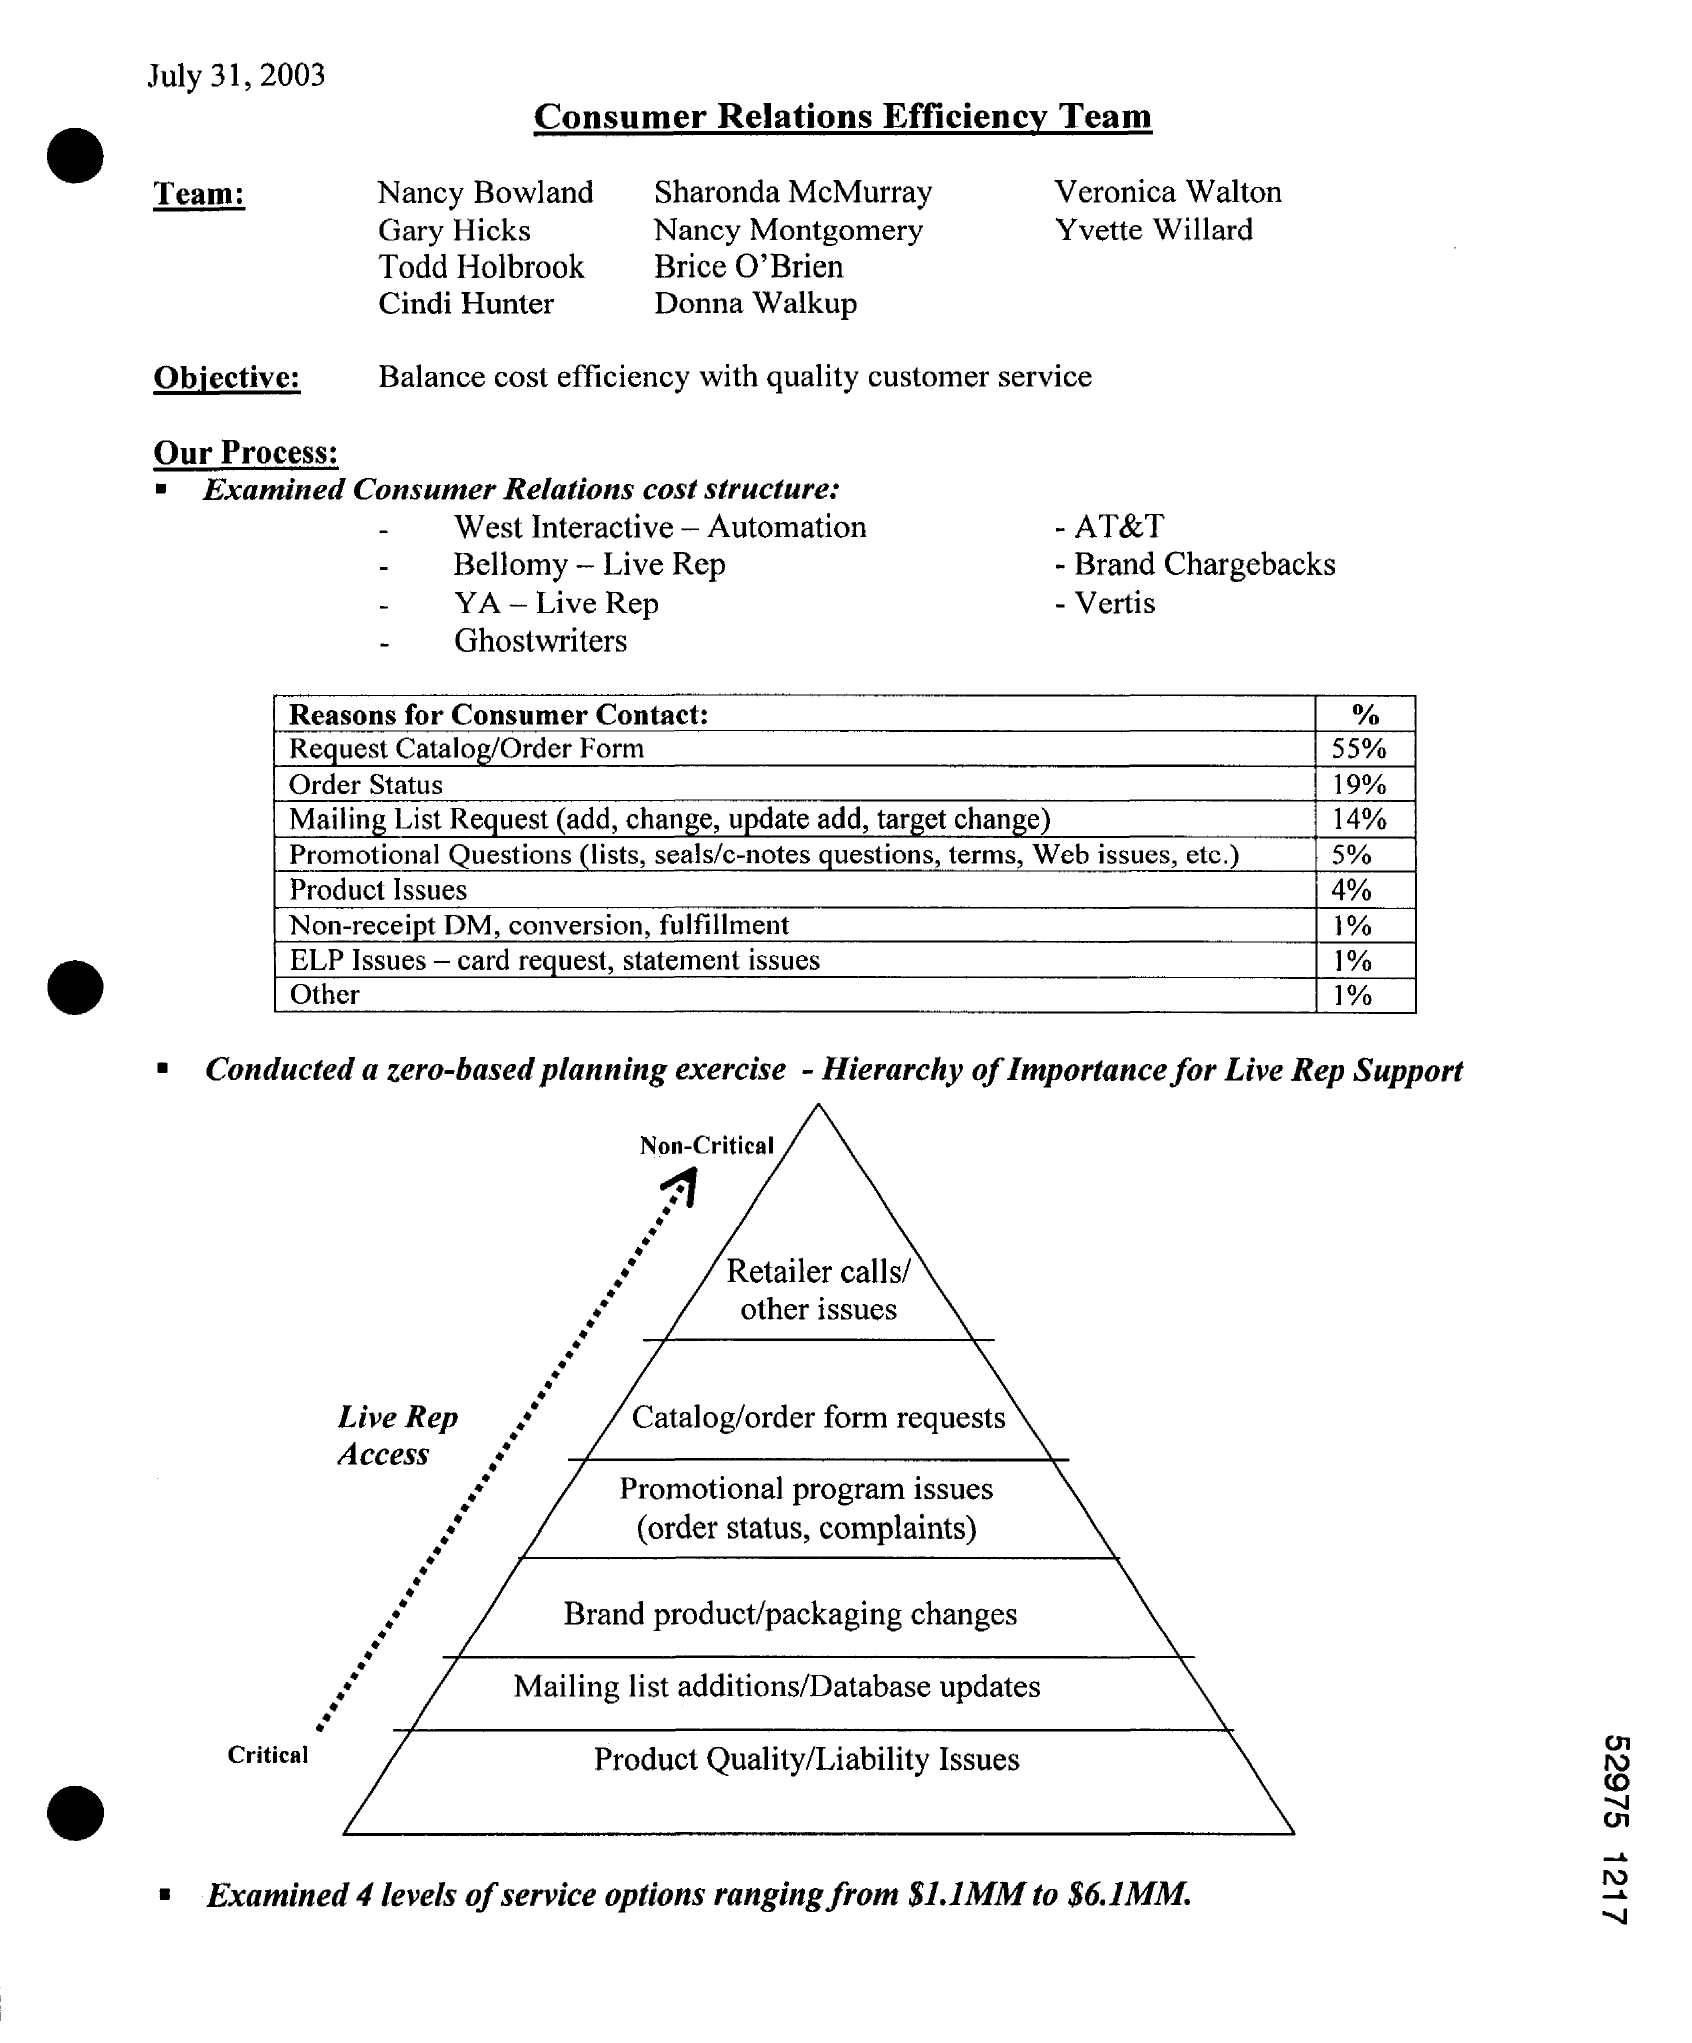 July 31, 2003
Consumer Relations Efficiency Team
Team: Nancy Bowland Sharonda McMurray Veronica Walton
Gary Hicks Nancy Montgomery Yvette Willard
Todd Holbrook Brice O'Brien
Cindi Hunter Donna Walkup
Objective: Balance cost efficiency with quality customer service
Our Process:
▪ Examined Consumer Relations cost structure:
- West Interactive – Automation - AT&T
- Bellomy – Live Rep - Brand Chargebacks
- YA – Live Rep - Vertis
- Ghostwriters
Reasons for Consumer Contact: %
Request Catalog/Order Form 55%
Order Status 19%
Mailing List Request (add, change, update add, target change) 14%
Promotional Questions (lists, seals/c-notes questions, terms, Web issues, etc.) 5%
Product Issues 4%
Non-receipt DM, conversion, fulfillment 1%
ELP Issues – card request, statement issues 1%
Other 1%
▪ Conducted a zero-based planning exercise - Hierarchy of Importance for Live Rep Support
Non-Critical
Retailer calls/
other issues
Live Rep
Access
Catalog/order form requests
Promotional program issues
(order status, complaints)
Brand product/packaging changes
Mailing list additions/Database updates
Critical
Product Quality/Liability Issues
▪ Examined 4 levels of service options ranging from $1.1MM to $6.1MM.
52975 1217